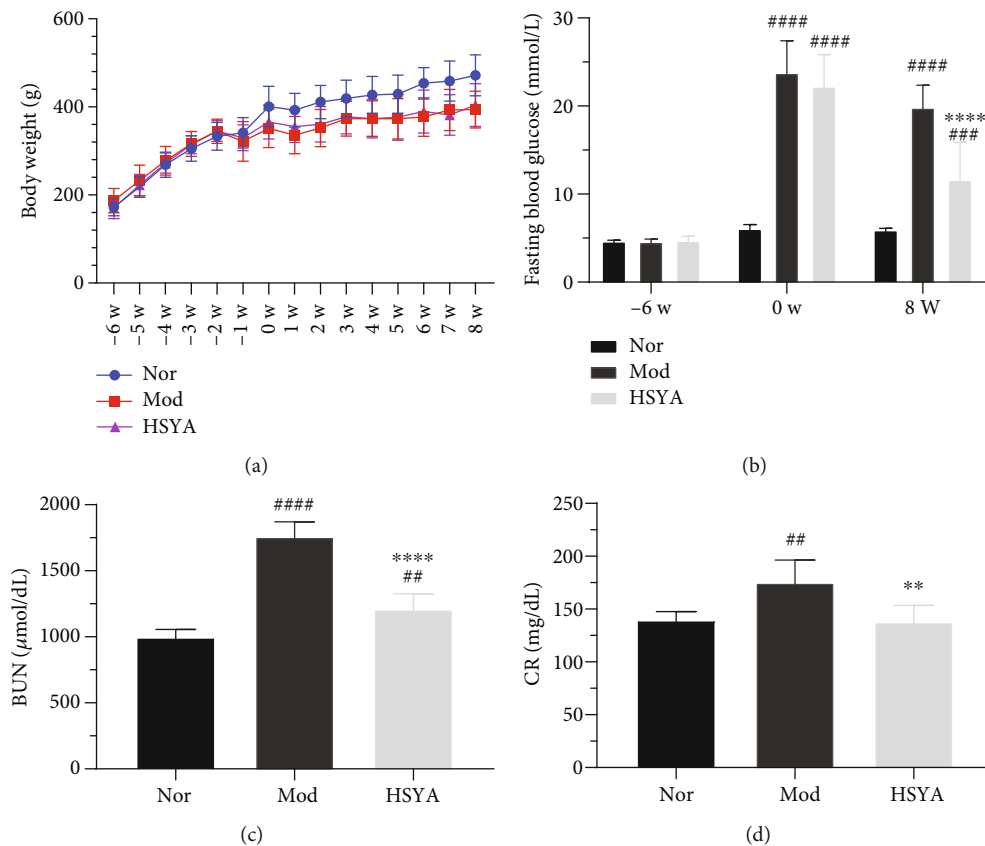 600
400
200
0
Body weight (g)
–6 w
–5 w
–4 w
–3 w
–2 w
–1 w
0 w
1 w
2 w
3 w
4 w
5 w
6 w
7 w
8 w
Nor
Mod
HSYA
(a)
30
20
10
0
Fasting blood glucose (mmol/L)
####
####
####
****
###
–6 w
0 w
8 W
Nor
Mod
HSYA
(b)
2000
1500
1000
500
0
BUN (μmol/dL)
####
****
##
Nor
Mod
HSYA
(c)
250
200
150
100
50
0
CR (mg/dL)
##
**
Nor
Mod
HSYA
(d)